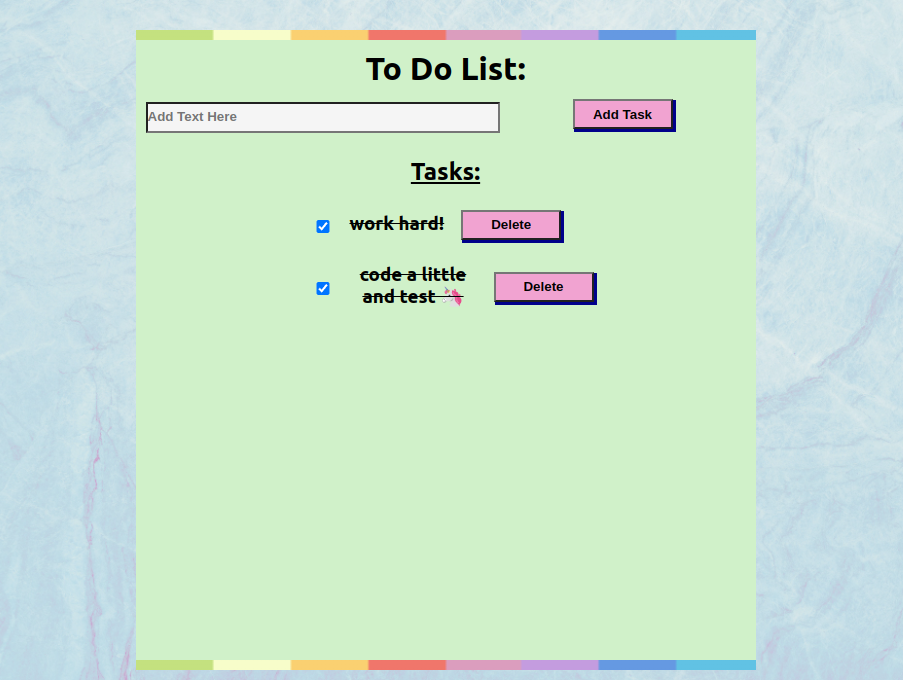 To Do List:
Add Text Here
Add Task
Tasks:
work hard!
Delete
code a little
and test 🦄
Delete